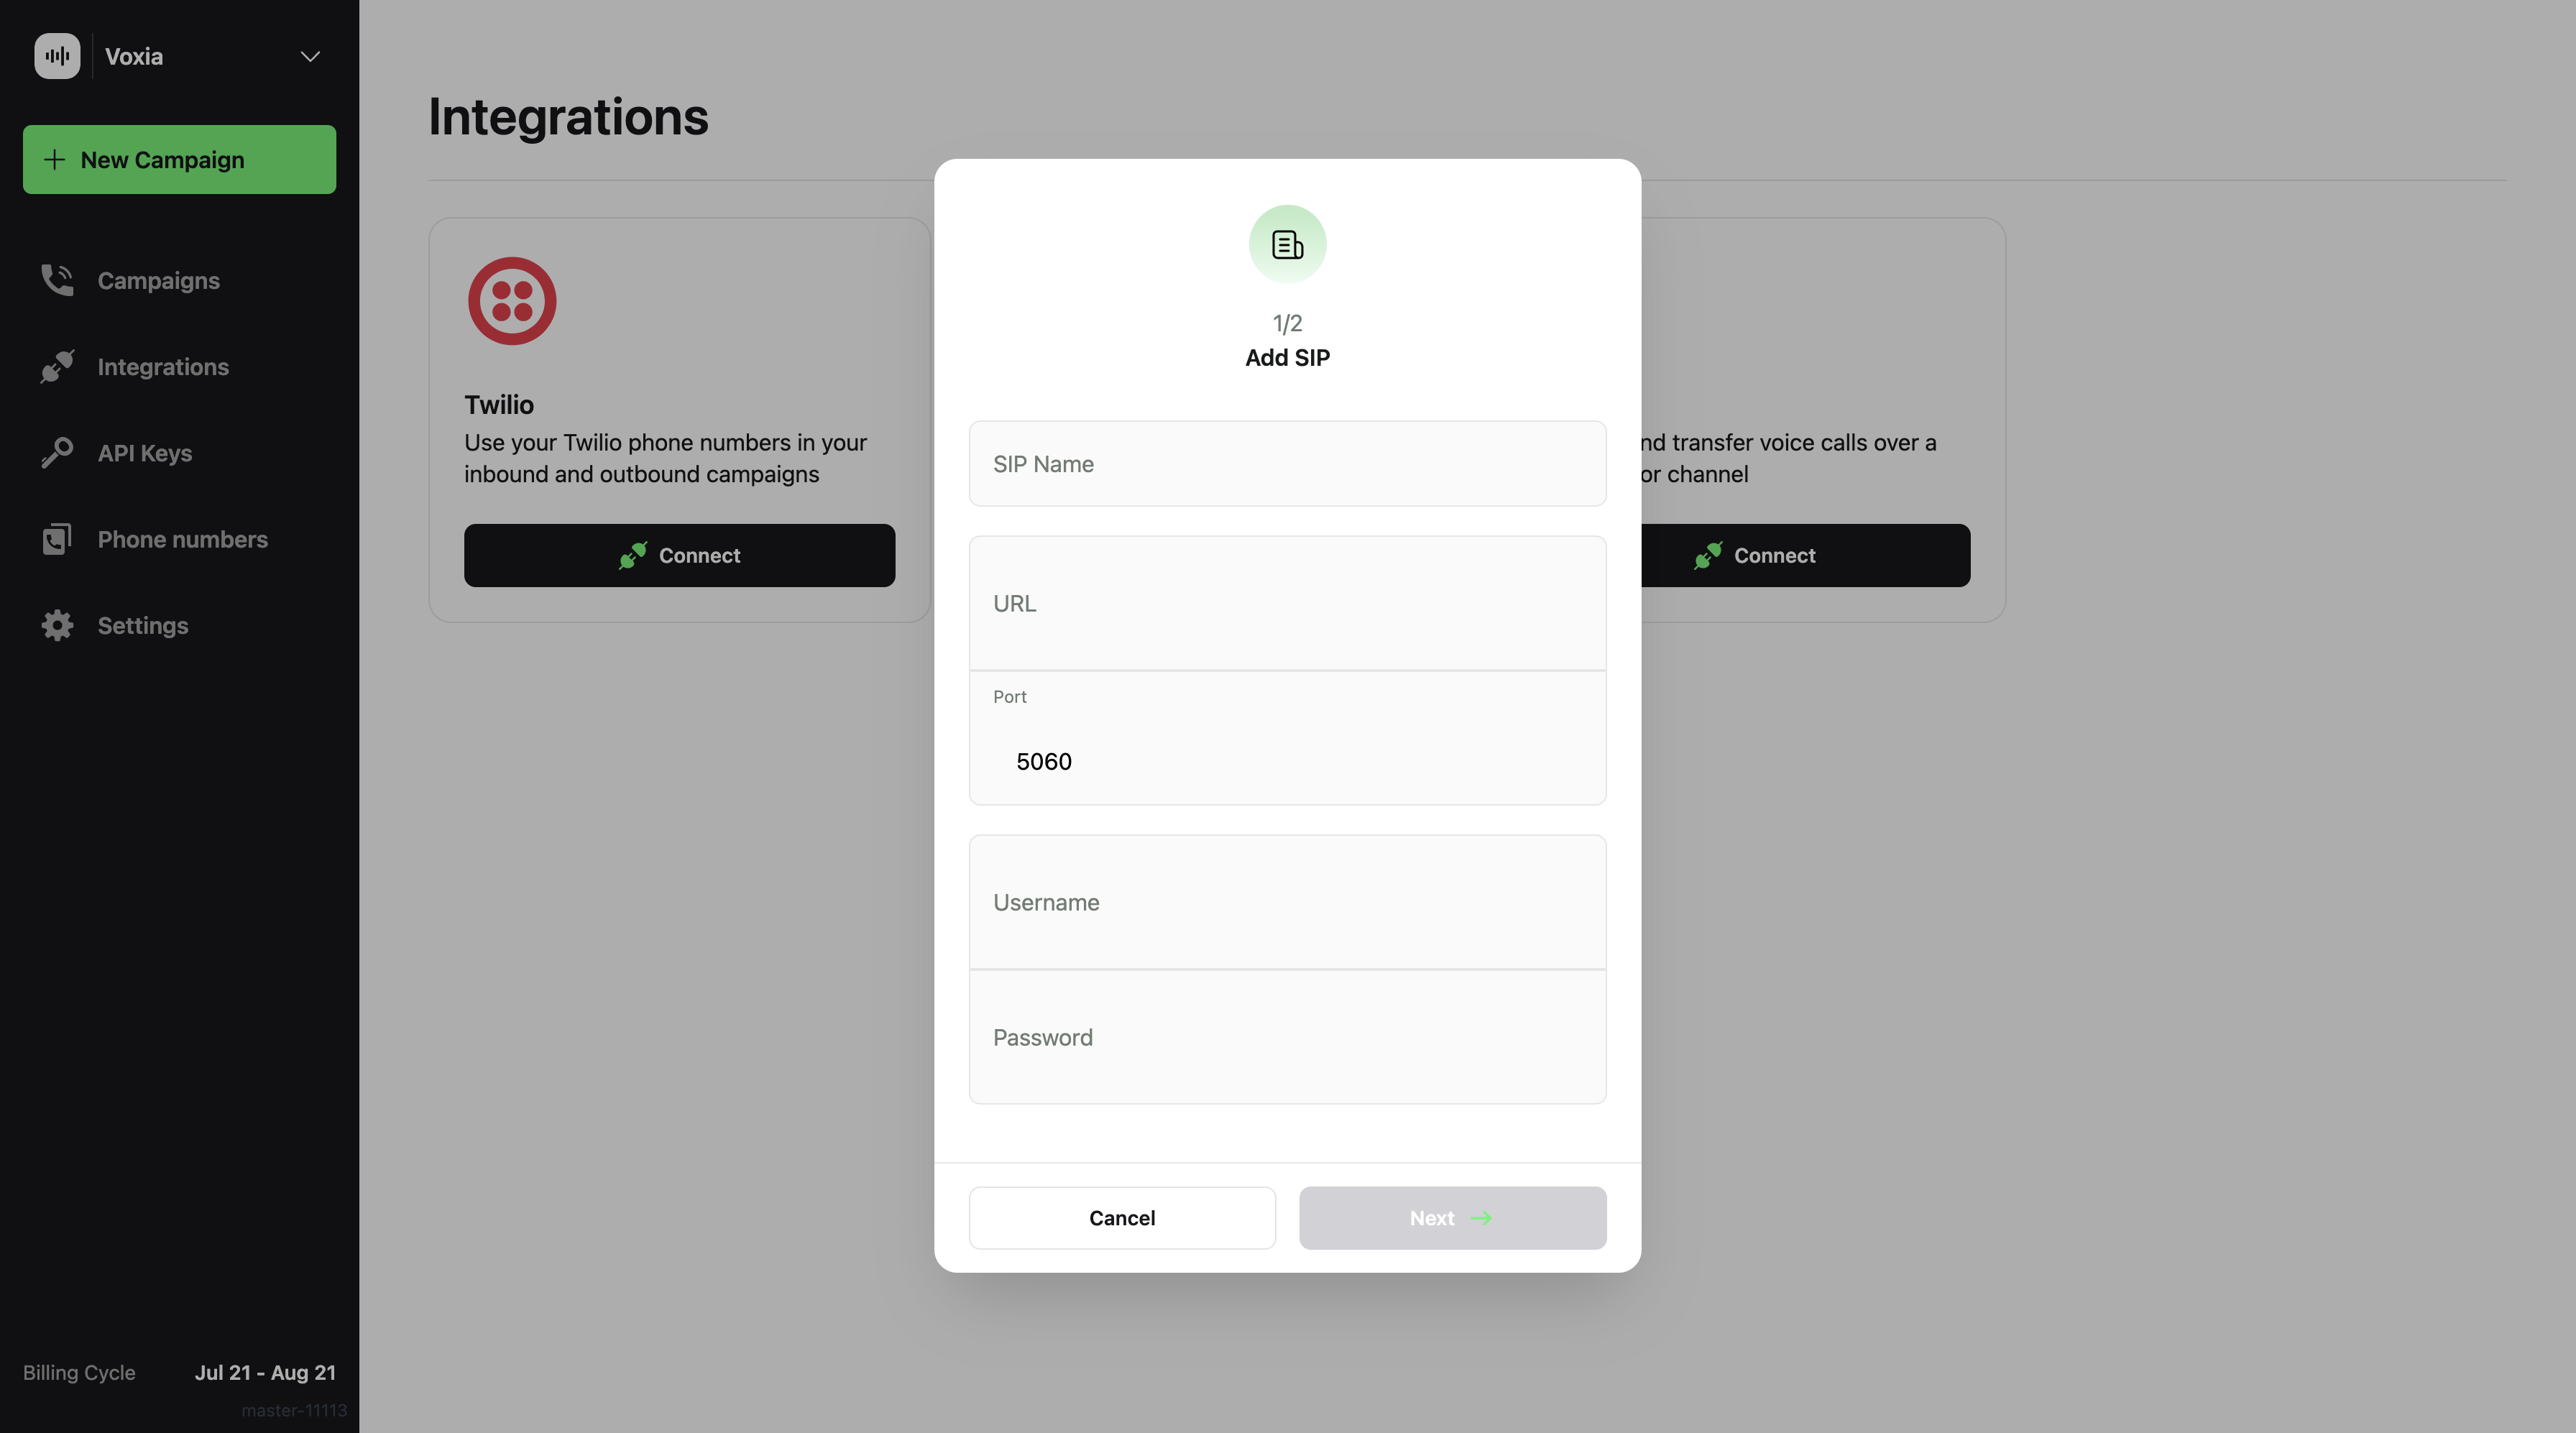 Voxia
New Campaign
Campaigns
Integrations
API Keys
Phone numbers
Settings
Billing Cycle
Jul 21 - Aug 21
master-11113
Integrations
Twilio
Use your Twilio phone numbers in your
inbound and outbound campaigns
Connect
transfer voice calls over a
or channel
Connect
1/2
Add SIP
SIP Name
URL
Port
5060
Username
Password
Cancel
Next